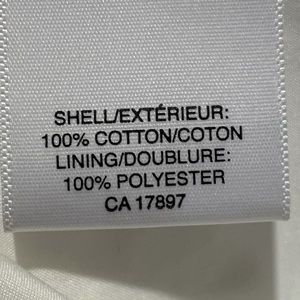 SHELL/EXTÉRIEUR:
100% COTTON/COTON
LINING/DOUBLURE:
100% POLYESTER
CA 17897